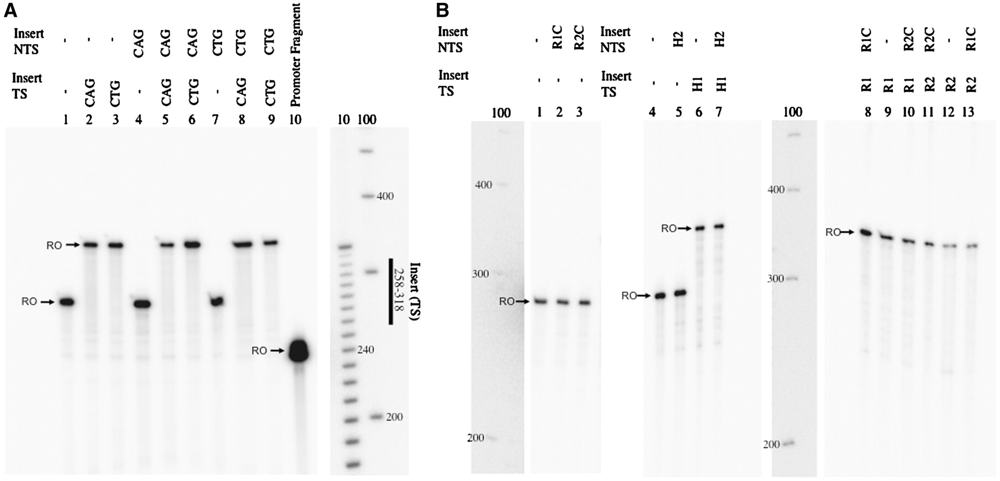 A
Insert NTS - - - CAG CAG CAG CTG CTG CTG Promoter Fragment
Insert TS - CAG CTG - CAG CTG - CAG CTG
1 2 3 4 5 6 7 8 9 10 10 100
400
RO
Insert (TS)
258-318
RO
RO
240
200
B
Insert NTS - R1C R2C
Insert TS - - -
100 1 2 3
400
300
RO
200
Insert NTS - H2 - H2
Insert TS - - H1 H1
4 5 6 7
RO
RO
R1C - R2C R2C - R1C
R1 R1 R1 R2 R2 R2
100 8 9 10 11 12 13
400
RO
300
200